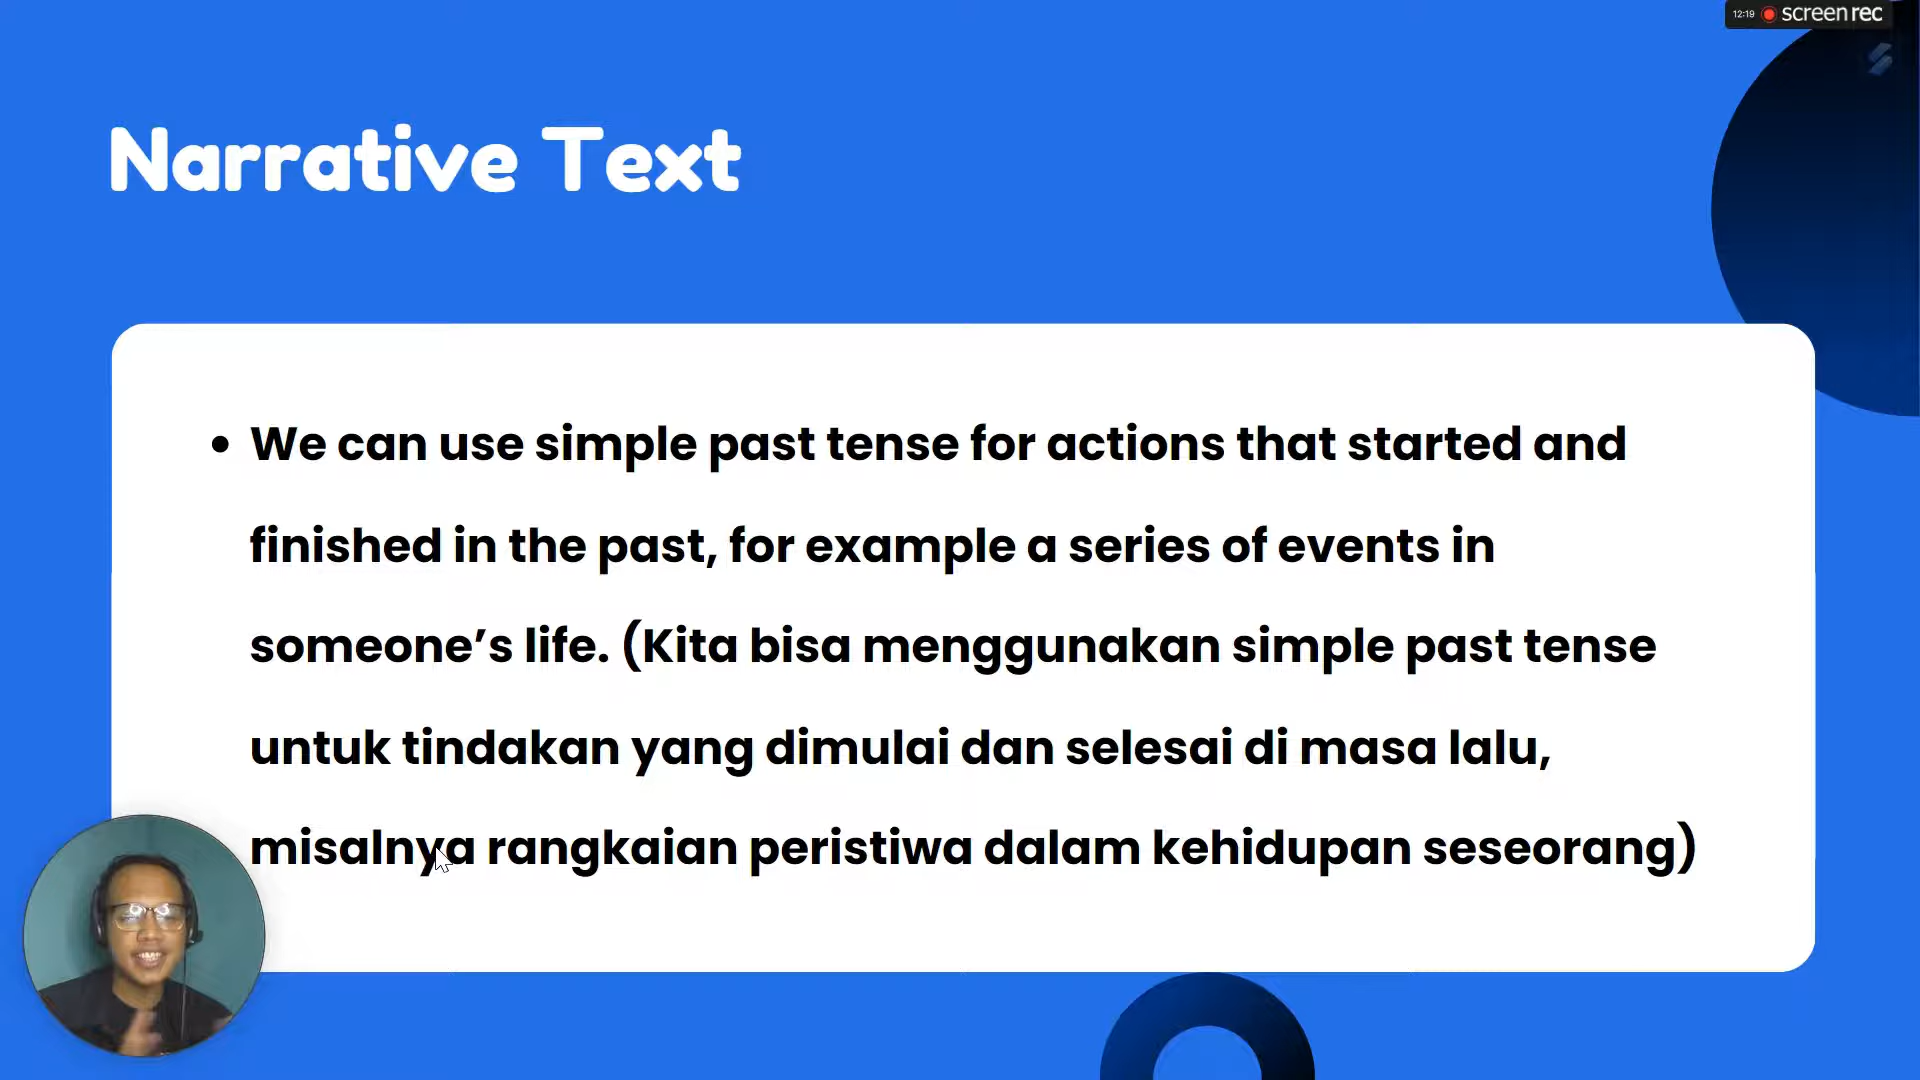 12:19 screenrec
Narrative Text
• We can use simple past tense for actions that started and
finished in the past, for example a series of events in
someone’s life. (Kita bisa menggunakan simple past tense
untuk tindakan yang dimulai dan selesai di masa lalu,
misalnya rangkaian peristiwa dalam kehidupan seseorang)